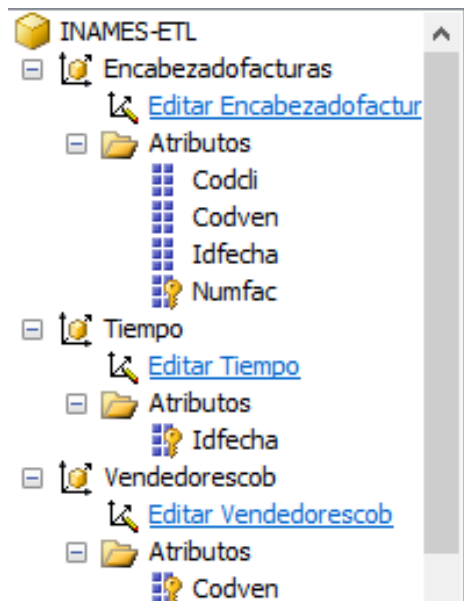 INAMES-ETL
Encabezadofacturas
Editar Encabezadofactur
Atributos
Codcli
Codven
Idfecha
Numfac
Tiempo
Editar Tiempo
Atributos
Idfecha
Vendedorescob
Editar Vendedorescob
Atributos
Codven